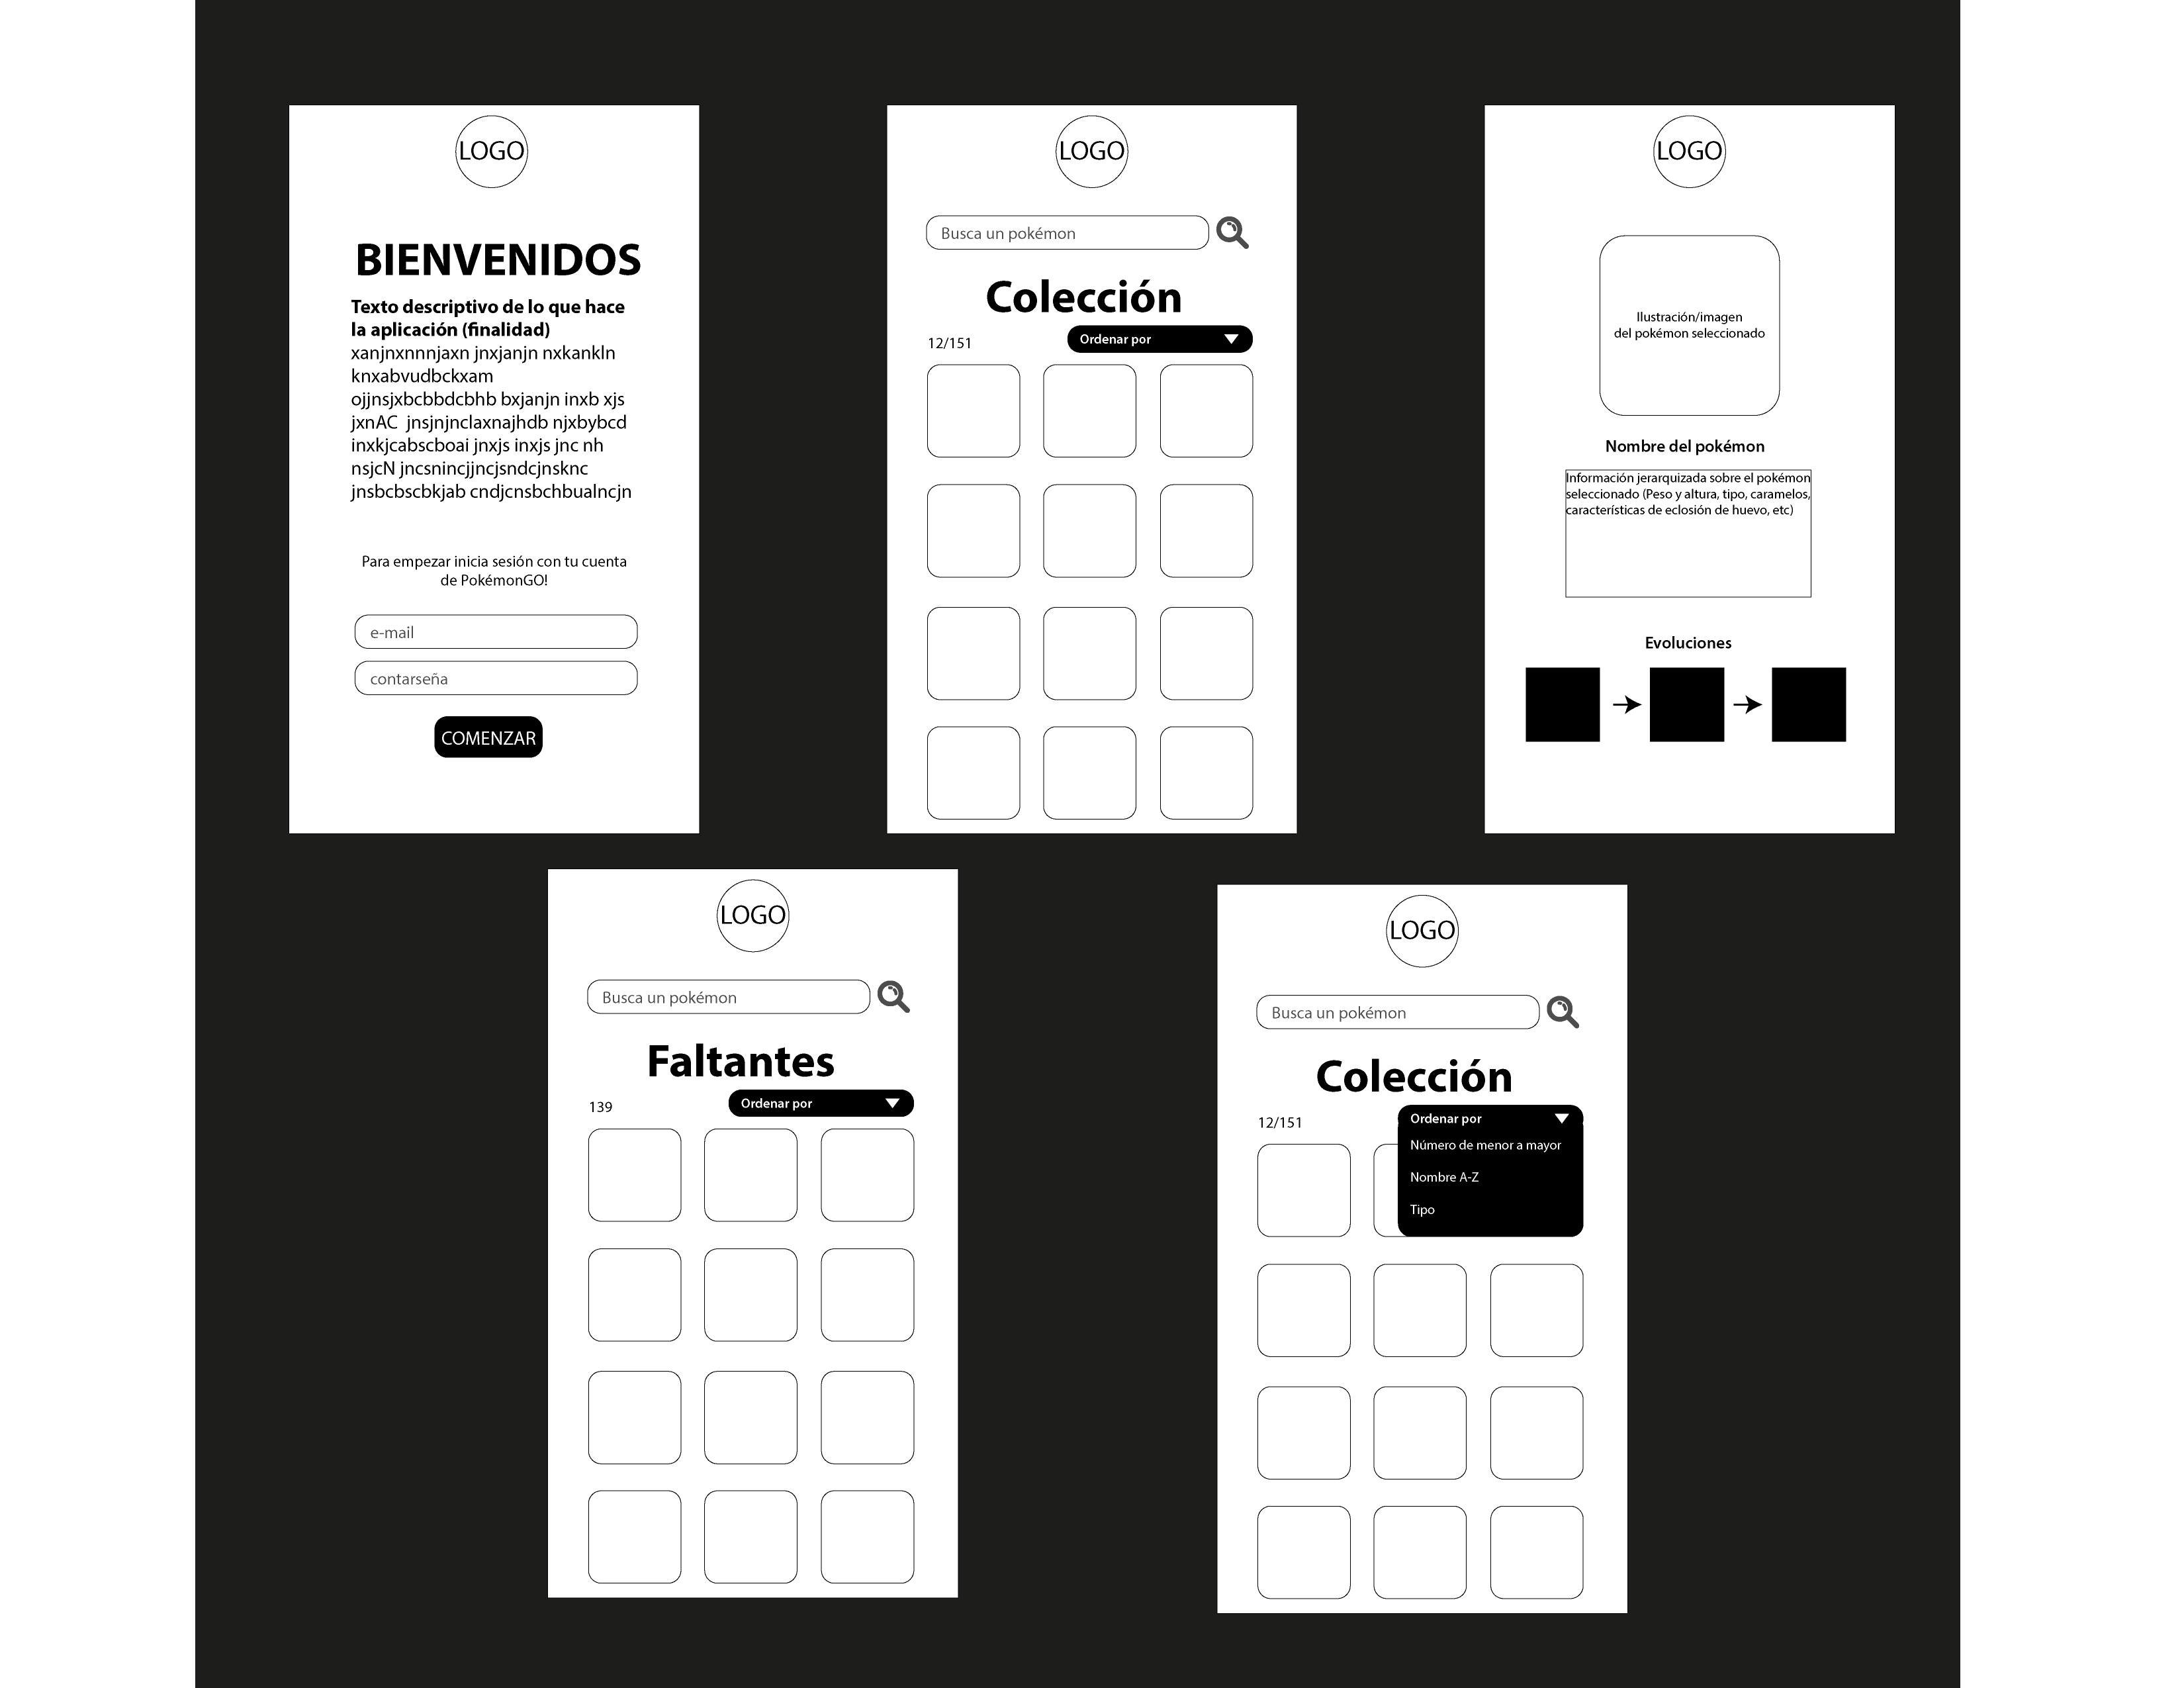 LOGO
BIENVENIDOS
Texto descriptivo de lo que hace
la aplicación (finalidad)
xanjnxnnnjaxn jnxjanjn nxkankln
knxabvudbckxam
ojjnsjxbcbbdcbhb bxjanjn inxb xjs
jxnAC jnsjnjnclaxnajhdb njxbybcd
inxkjcabscboai jnxjs inxjs jnc nh
nsjcN jncsnincjjncjsndcjnsknc
jnsbcbscbkjab cndjcnsbchbualncjn
Para empezar inicia sesión con tu cuenta
de PokémonGO!
e-mail
contarseña
COMENZAR
LOGO
Busca un pokémon
Colección
12/151
Ordenar por
LOGO
Ilustración/imagen
del pokémon seleccionado
Nombre del pokémon
Información jerarquizada sobre el pokémon
seleccionado (Peso y altura, tipo, caramelos,
características de eclosión de huevo, etc)
Evoluciones
LOGO
Busca un pokémon
Faltantes
139
Ordenar por
LOGO
Busca un pokémon
Colección
12/151
Ordenar por
Número de menor a mayor
Nombre A-Z
Tipo